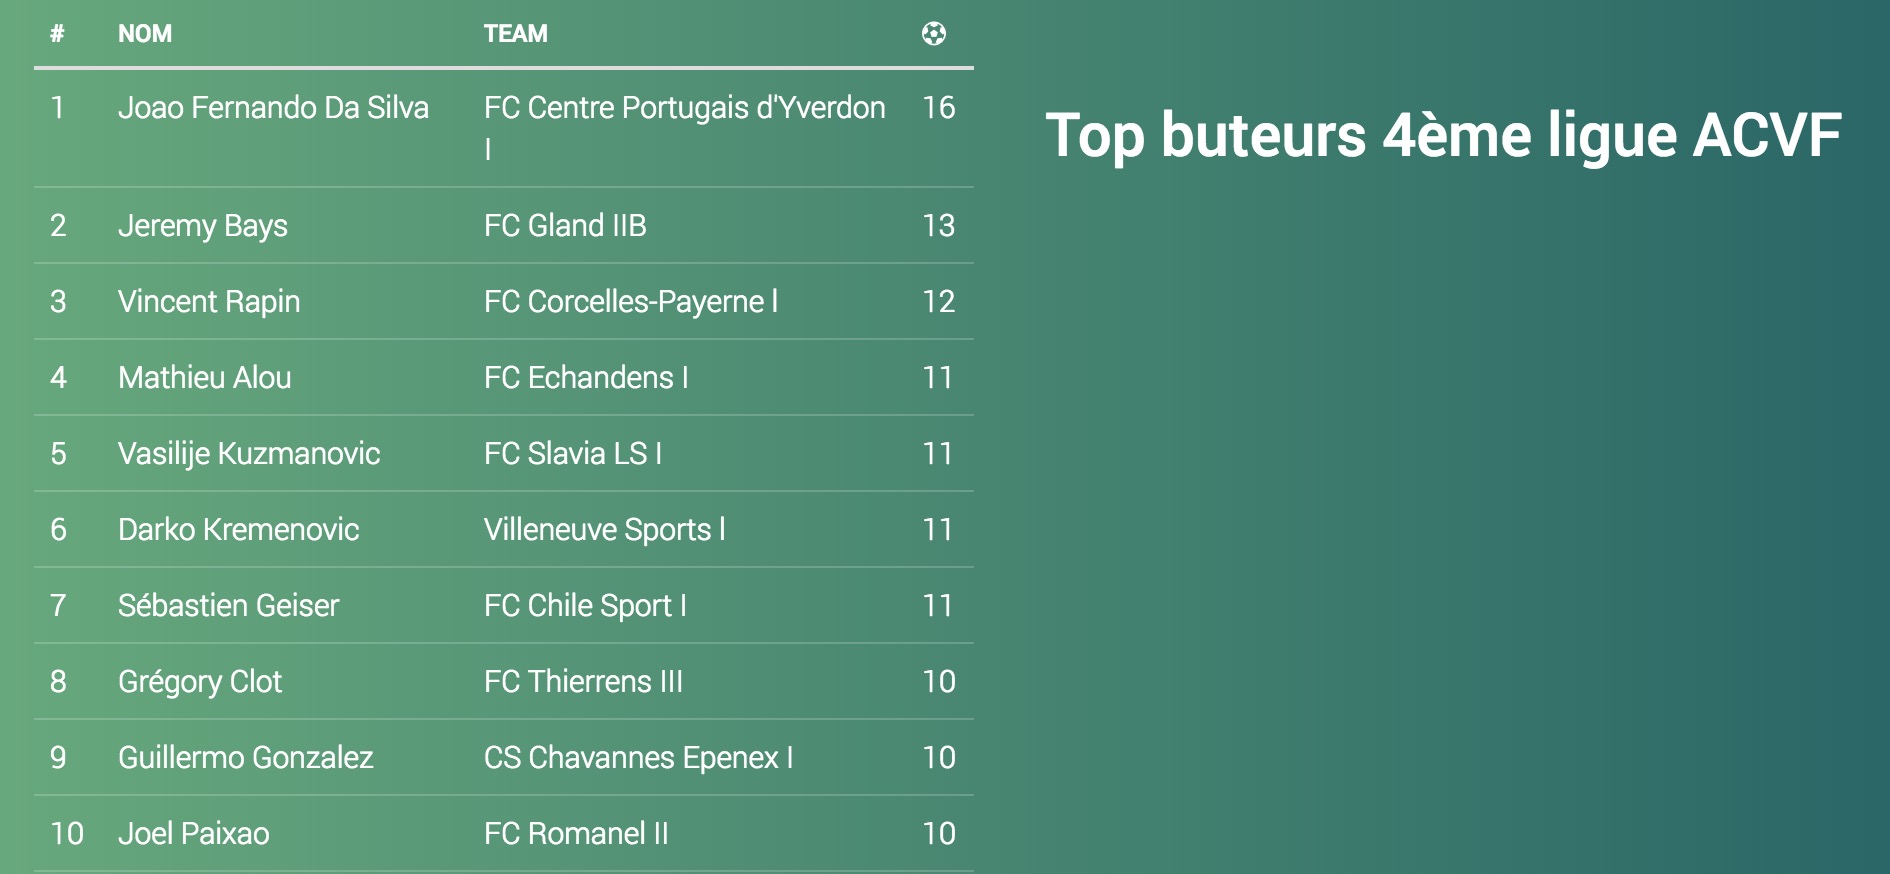 # NOM TEAM
1 Joao Fernando Da Silva FC Centre Portugais d'Yverdon 16
I
Top buteurs 4ème ligue ACVF
2 Jeremy Bays FC Gland IIB 13
3 Vincent Rapin FC Corcelles-Payerne I 12
4 Mathieu Alou FC Echandens I 11
5 Vasilije Kuzmanovic FC Slavia LS I 11
6 Darko Kremenovic Villeneuve Sports I 11
7 Sébastien Geiser FC Chile Sport I 11
8 Grégory Clot FC Thierrens III 10
9 Guillermo Gonzalez CS Chavannes Epenex I 10
10 Joel Paixao FC Romanel II 10